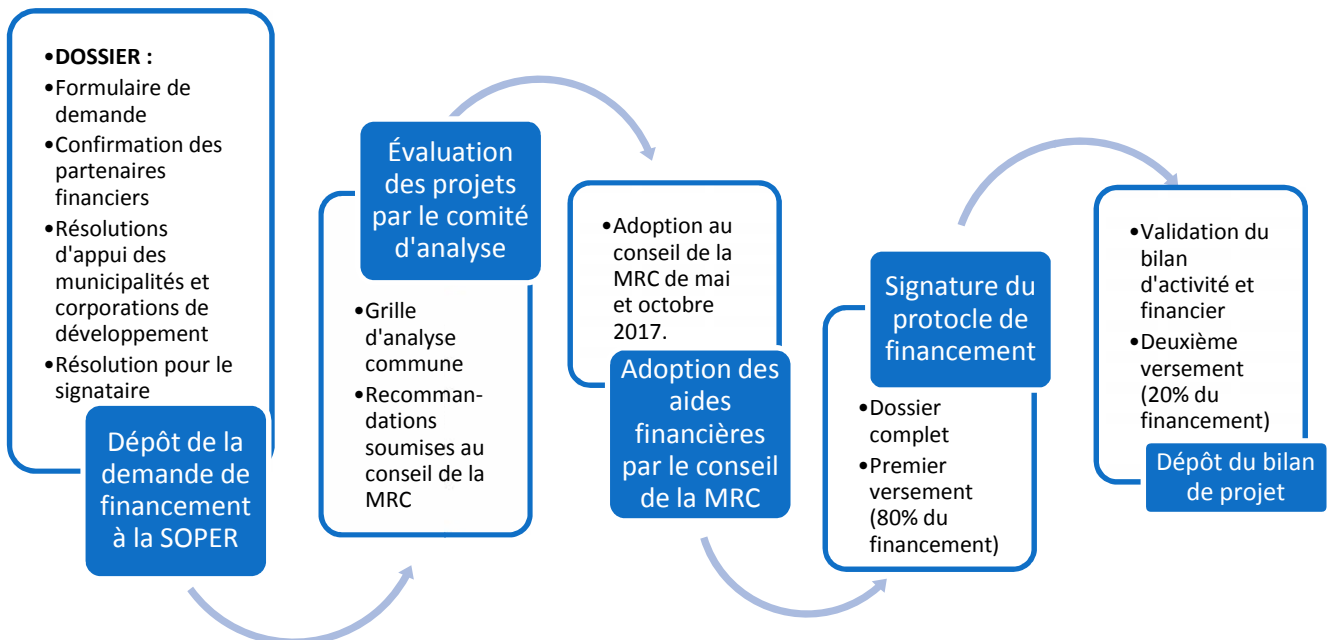 •DOSSIER :
•Formulaire de
demande
•Confirmation des
partenaires
financiers
•Résolutions
d'appui des
municipalités et
corporations de
développement
•Résolution pour le
signataire
Dépôt de la
demande de
financement
à la SOPER
Évaluation
des projets
par le comité
d'analyse
•Grille
d'analyse
commune
•Recomman-
dations
soumises au
conseil de la
MRC
•Adoption au
conseil de la
MRC de mai
et octobre
2017.
Adoption des
aides
financières
par le conseil
de la MRC
Signature du
protocle de
financement
•Dossier
complet
•Premier
versement
(80% du
financement)
•Validation du
bilan
d'activité et
financier
•Deuxième
versement
(20% du
financement)
Dépôt du bilan
de projet